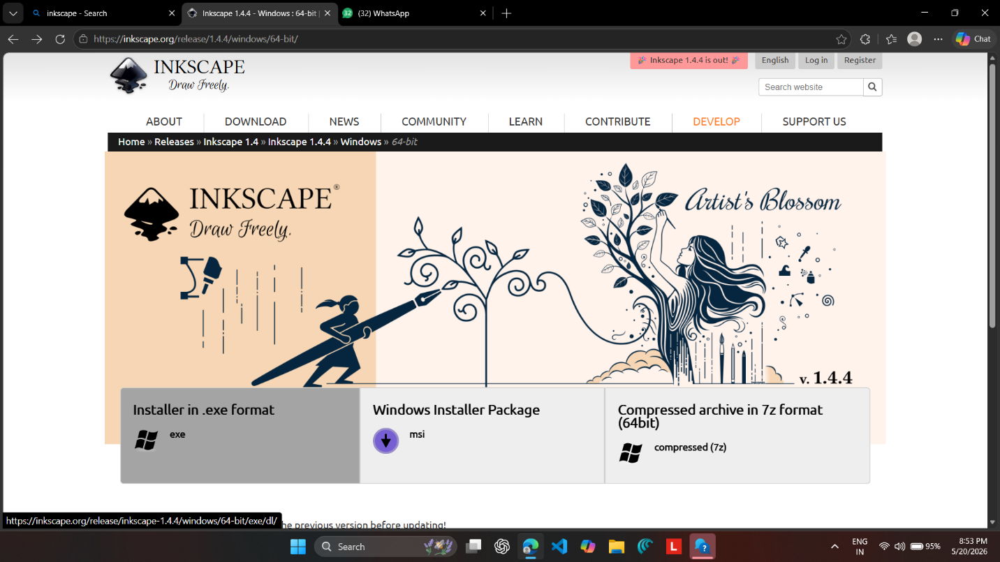 inkscape - Search
Inkscape 1.4.4 - Windows : 64-bit |
32
(32) WhatsApp
https://inkscape.org/release/1.4.4/windows/64-bit/
Chat
INKSCAPE
Draw Freely.
Inkscape 1.4.4 is out!
English
Log in
Register
Search website
ABOUT
DOWNLOAD
NEWS
COMMUNITY
LEARN
CONTRIBUTE
DEVELOP
SUPPORT US
Home » Releases » Inkscape 1.4 » Inkscape 1.4.4 » Windows » 64-bit
INKSCAPE®
Draw Freely.
Artist's Blossom
v. 1.4.4
Installer in .exe format
exe
Windows Installer Package
msi
Compressed archive in 7z format
(64bit)
compressed (7z)
he previous version before updating!
https://inkscape.org/release/inkscape-1.4.4/windows/64-bit/exe/dl/
Search
L
?
ENG
IN
95%
8:53 PM
5/20/2026